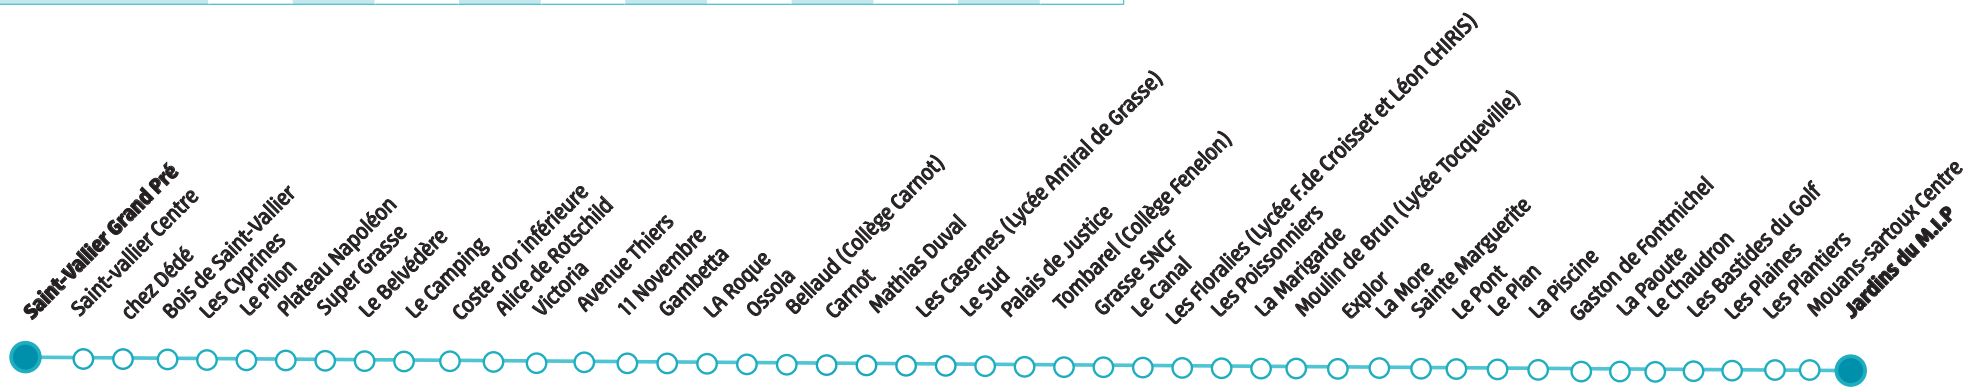 Saint-Vallier Grand Pré
Saint-vallier Centre
chez Dédé
Bois de Saint-Vallier
Les Cyprines
Le Pilon
Plateau Napoléon
Super Grasse
Le Belvédère
Le Camping
Coste d'Or inférieure
Alice de Rotschild
Victoria
Avenue Thiers
11 Novembre
Gambetta
LA Roque
Ossola
Bellaud (Collège Carnot)
Carnot
Mathias Duval
Les Casernes (Lycée Amiral de Grasse)
Le Sud
Palais de Justice
Tombarel (Collège Fenelon)
Grasse SNCF
Le Canal
Les Floralies (Lycée F.de Croisset et Léon CHIRIS)
Les Poissonniers
La Marigarde
Moulin de Brun (Lycée Tocqueville)
Explor
La More
Sainte Marguerite
Le Pont
Le Plan
La Piscine
Gaston de Fontmichel
La Paoute
Le Chaudron
Les Bastides du Golf
Les Plaines
Les Plantiers
Mouans-Sartoux Centre
Jardins du M.I.P